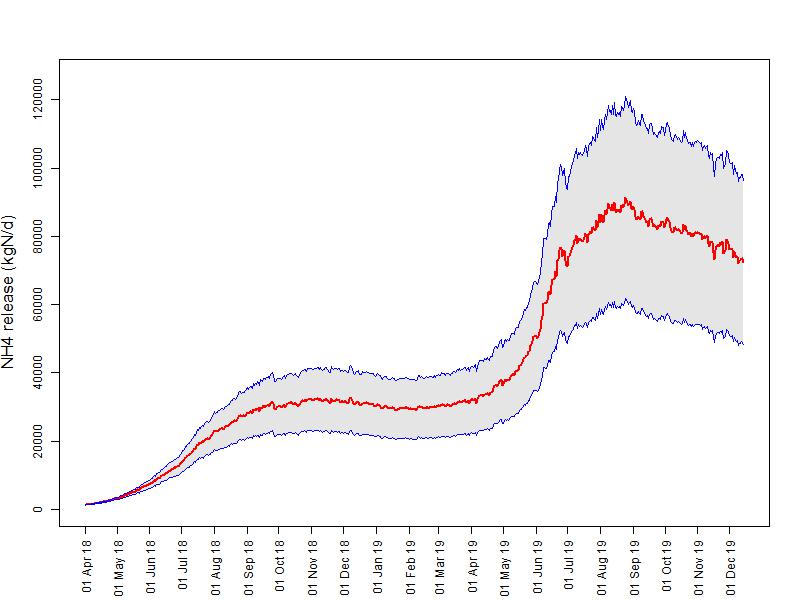 NH4 release (kgN/d)
120000
100000
80000
60000
40000
20000
0
01 Apr 18
01 May 18
01 Jun 18
01 Jul 18
01 Aug 18
01 Sep 18
01 Oct 18
01 Nov 18
01 Dec 18
01 Jan 19
01 Feb 19
01 Mar 19
01 Apr 19
01 May 19
01 Jun 19
01 Jul 19
01 Aug 19
01 Sep 19
01 Oct 19
01 Nov 19
01 Dec 19